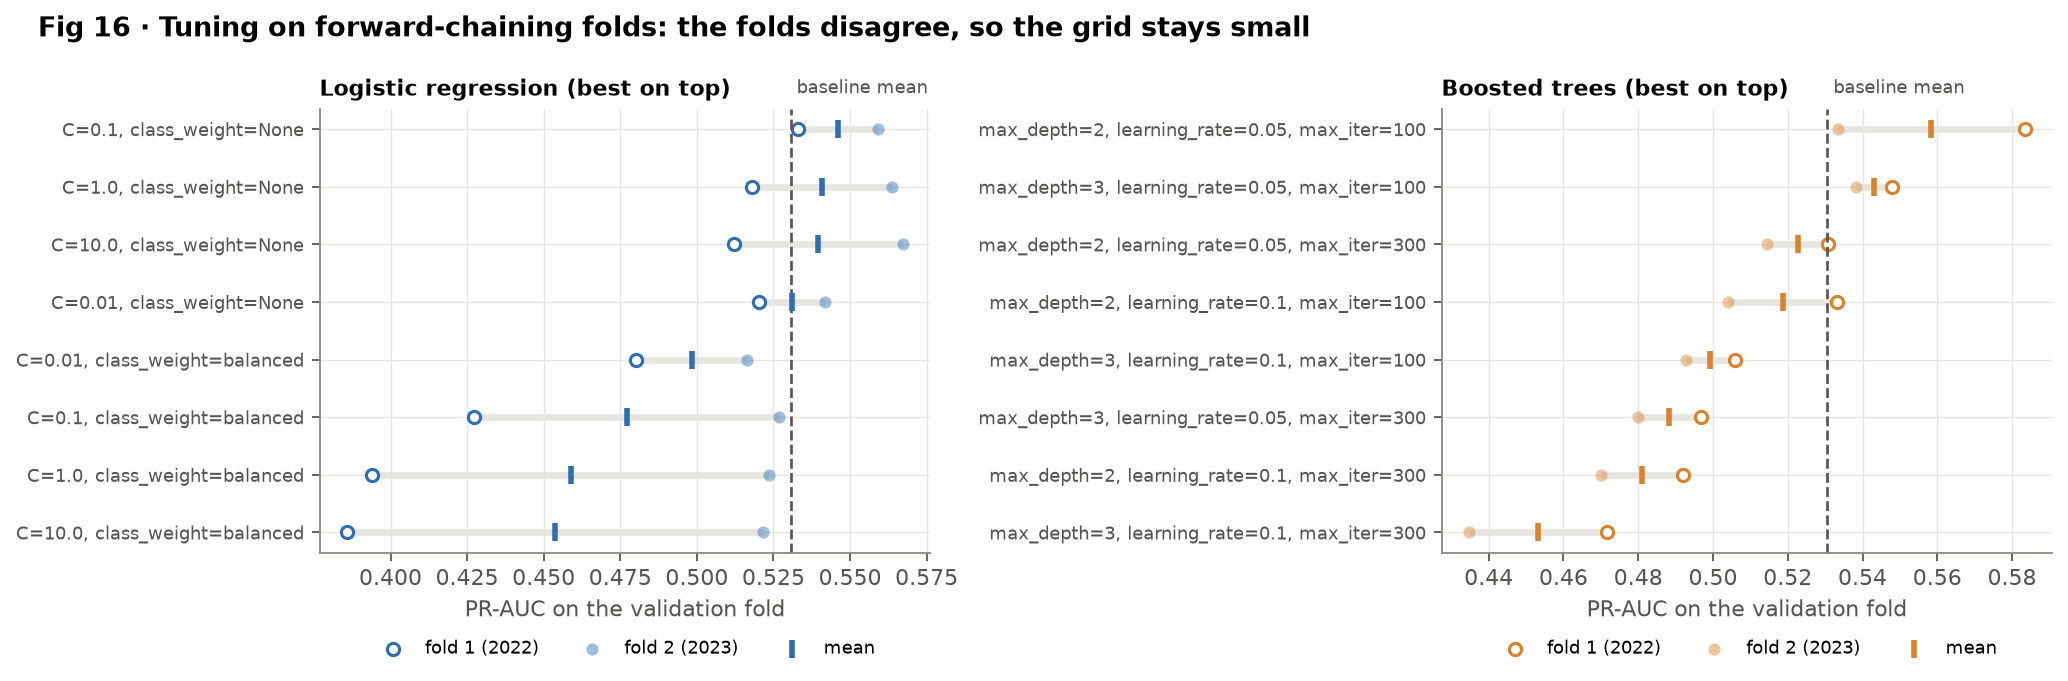 Fig 16 · Tuning on forward-chaining folds: the folds disagree, so the grid stays small
Logistic regression (best on top)
baseline mean
C=0.1, class_weight=None
C=1.0, class_weight=None
C=10.0, class_weight=None
C=0.01, class_weight=None
C=0.01, class_weight=balanced
C=0.1, class_weight=balanced
C=1.0, class_weight=balanced
C=10.0, class_weight=balanced
0.400 0.425 0.450 0.475 0.500 0.525 0.550 0.575
PR-AUC on the validation fold
fold 1 (2022) fold 2 (2023) mean
Boosted trees (best on top)
baseline mean
max_depth=2, learning_rate=0.05, max_iter=100
max_depth=3, learning_rate=0.05, max_iter=100
max_depth=2, learning_rate=0.05, max_iter=300
max_depth=2, learning_rate=0.1, max_iter=100
max_depth=3, learning_rate=0.1, max_iter=100
max_depth=3, learning_rate=0.05, max_iter=300
max_depth=2, learning_rate=0.1, max_iter=300
max_depth=3, learning_rate=0.1, max_iter=300
0.44 0.46 0.48 0.50 0.52 0.54 0.56 0.58
PR-AUC on the validation fold
fold 1 (2022) fold 2 (2023) mean